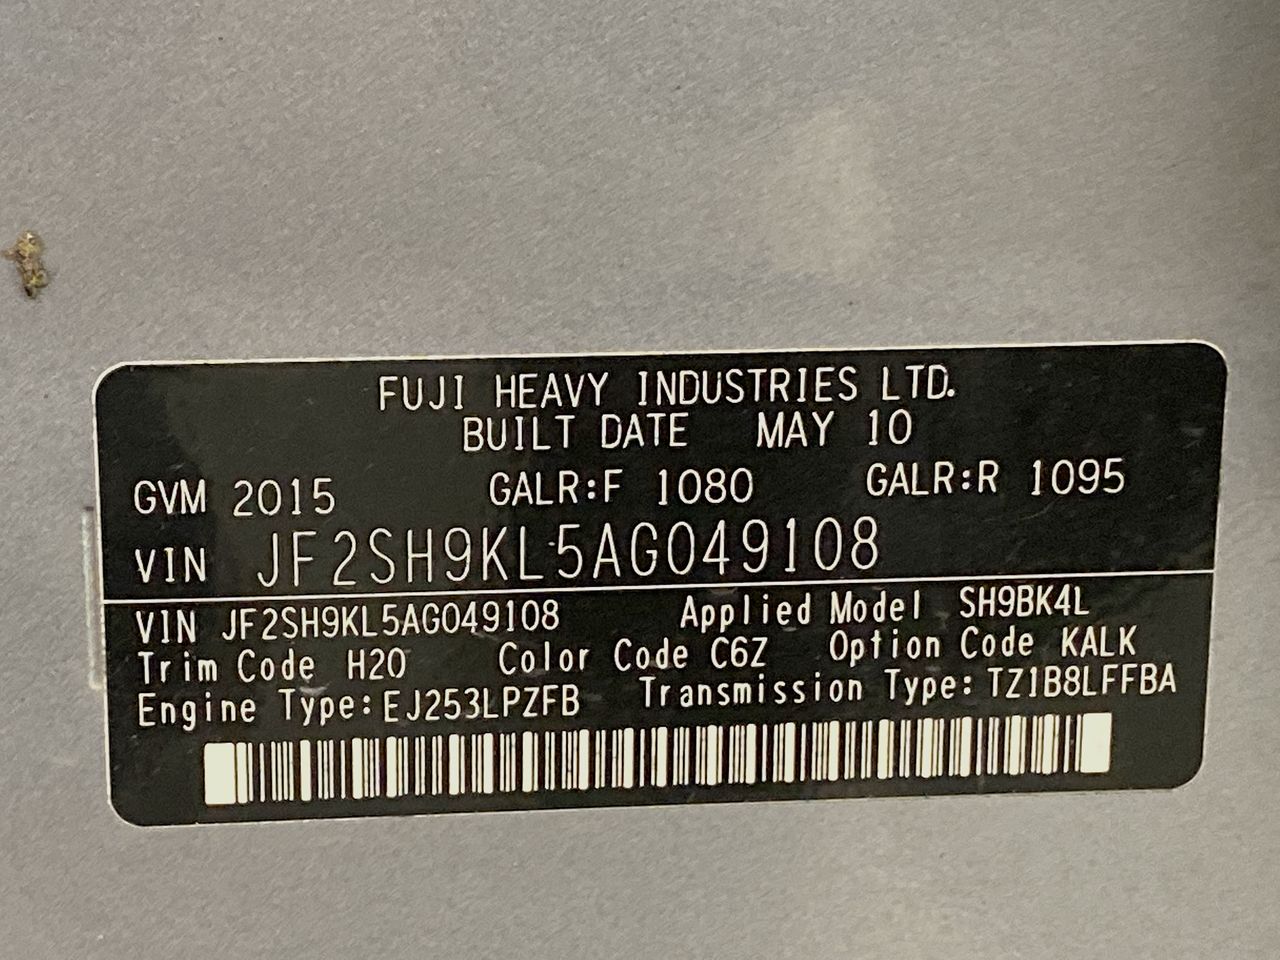 FUJI HEAVY INDUSTRIES LTD.
BUILT DATE MAY 10
GVM 2015 GALR:F 1080 GALR:R 1095
VIN JF2SH9KL5AG049108
VIN JF2SH9KL5AG049108 Applied Model SH9BK4L
Trim Code H20 Color Code C6Z Option Code KALK
Engine Type:EJ253LPZFB Transmission Type:TZ1B8LFFBA